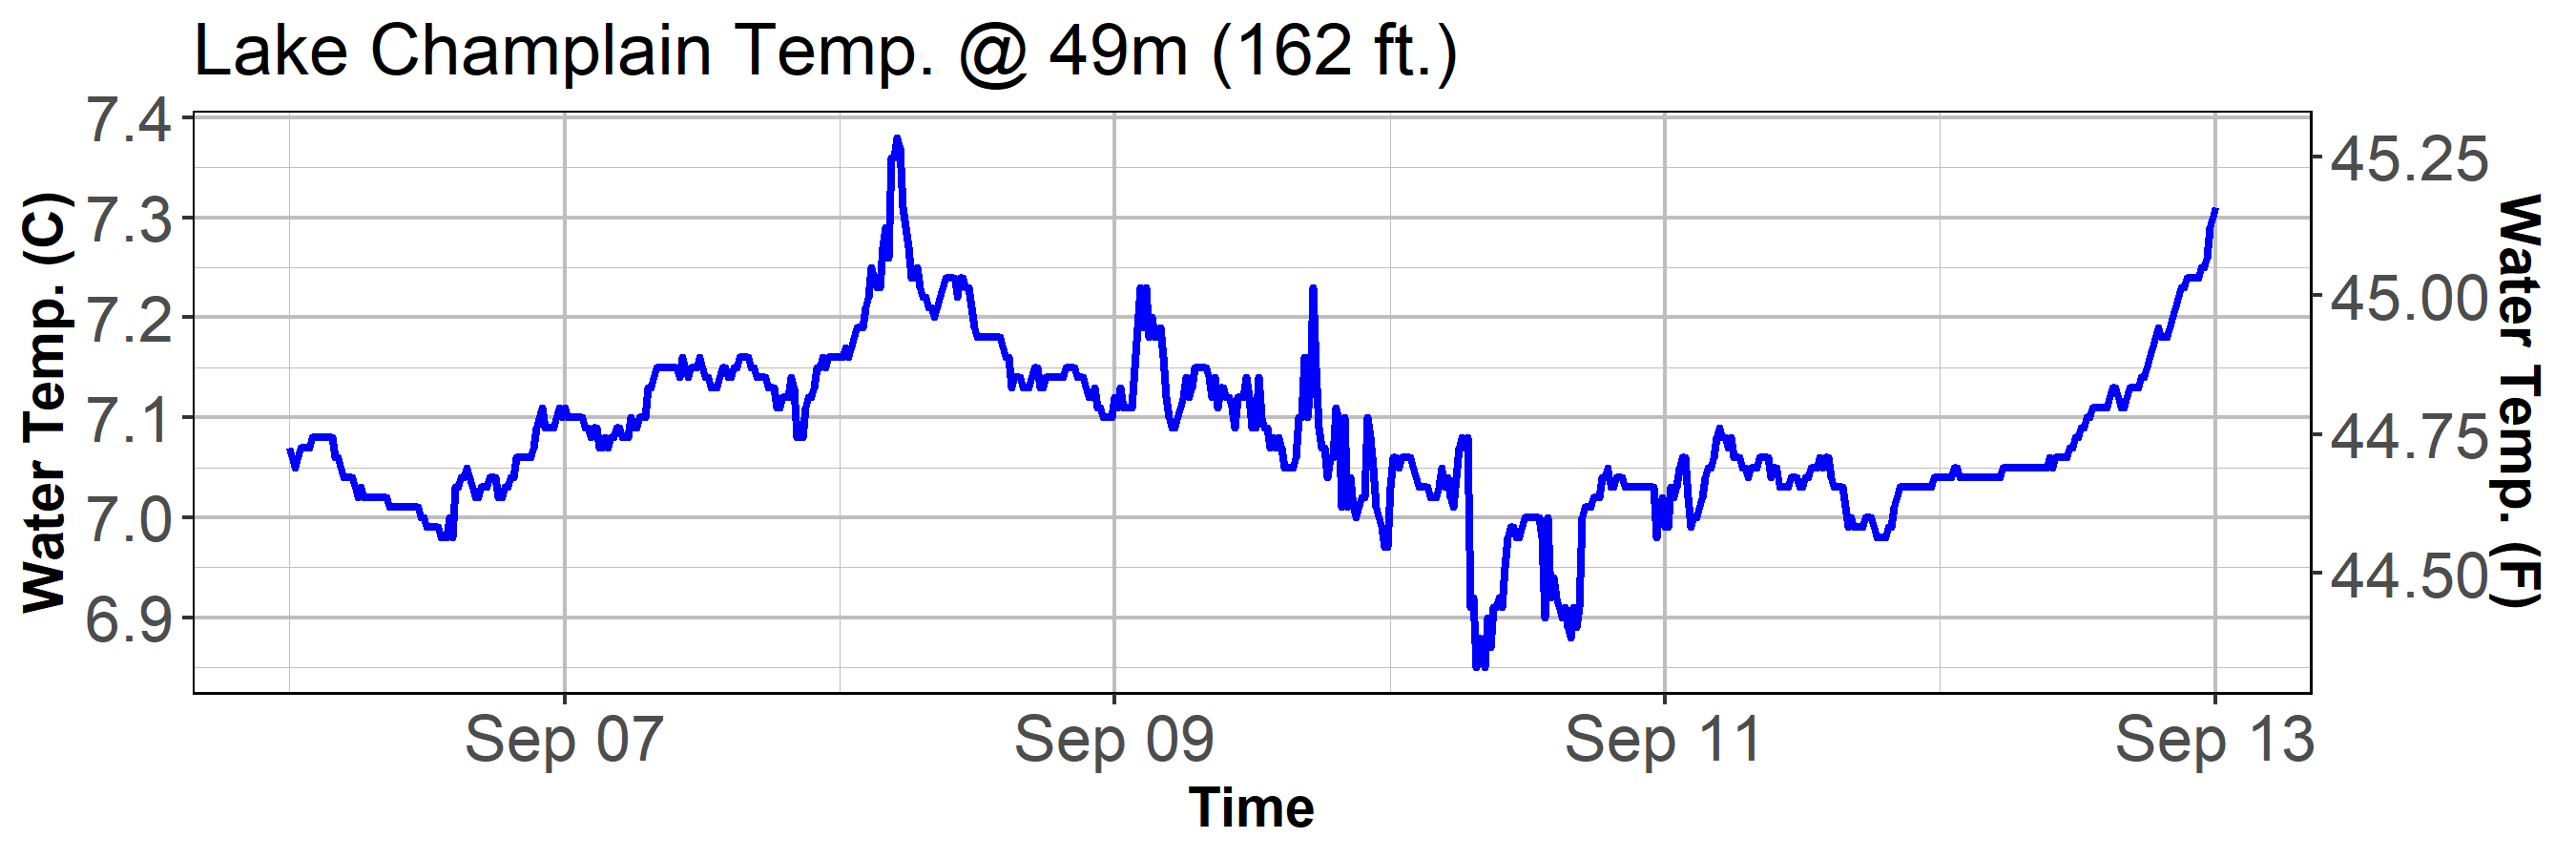 Lake Champlain Temp. @ 49m (162 ft.)
Water Temp. (C)
7.4
7.3
7.2
7.1
7.0
6.9
45.25
45.00
44.75
44.50
Water Temp. (F)
Sep 07 Sep 09 Sep 11 Sep 13
Time